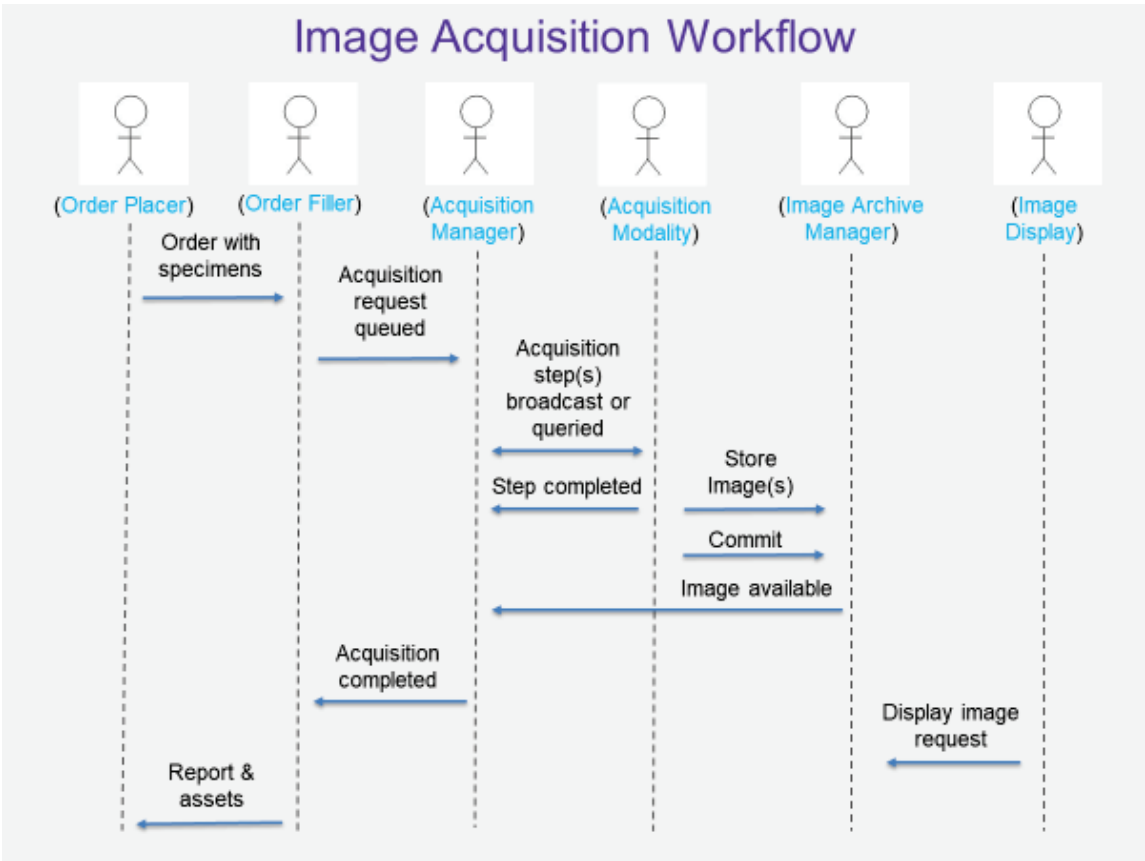 Image Acquisition Workflow
(Order Placer)
(Order Filler)
(Acquisition
Manager)
(Acquisition
Modality)
(Image Archive
Manager)
(Image
Display)
Order with
specimens
Acquisition
request
queued
Acquisition
step(s)
broadcast or
queried
Step completed
Store
Image(s)
Commit
Image available
Acquisition
completed
Display image
request
Report &
assets